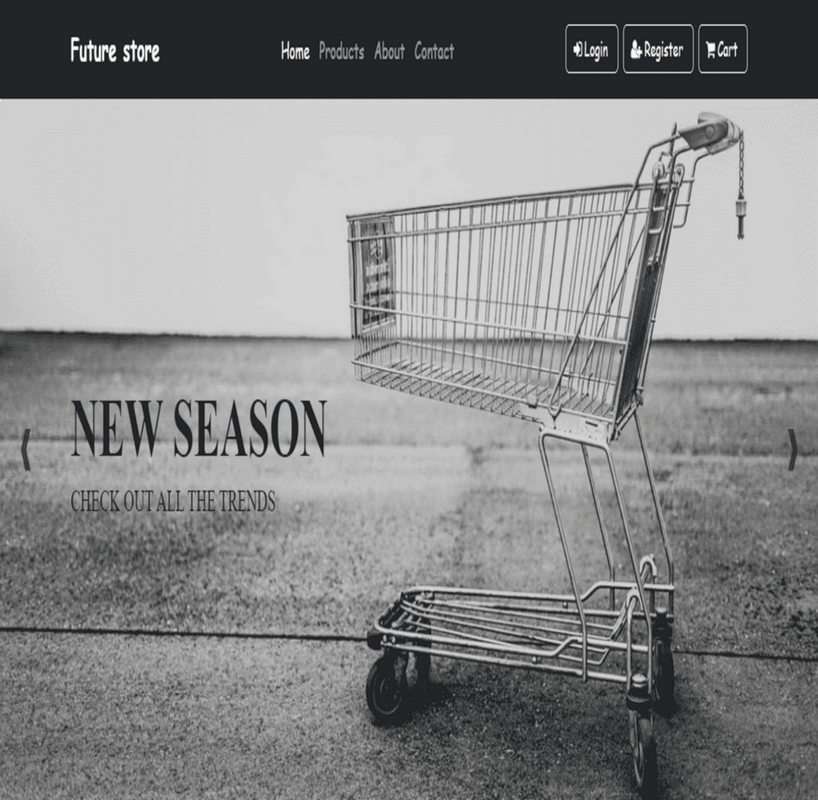 Future store
Home Products About Contact
Login Register Cart
NEW SEASON
CHECK OUT ALL THE TRENDS